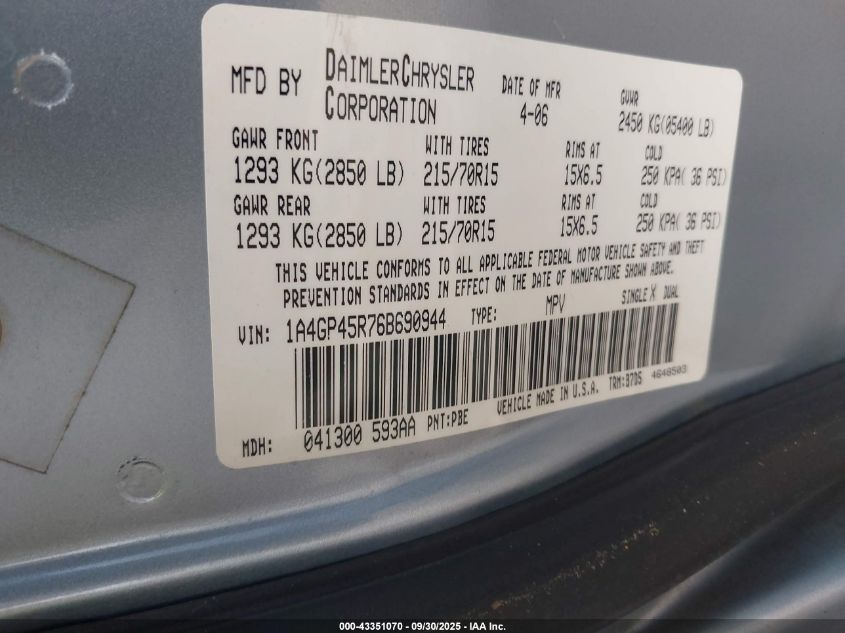 MFD BY DAIMLERCHRYSLER CORPORATION DATE OF MFR 4-06 GVWR 2450 KG(05400 LB)
GAWR FRONT WITH TIRES RIMS AT COLD
1293 KG(2850 LB) 215/70R15 15X6.5 250 KPA( 36 PSI)
GAWR REAR WITH TIRES RIMS AT COLD
1293 KG(2850 LB) 215/70R15 15X6.5 250 KPA( 36 PSI)
THIS VEHICLE CONFORMS TO ALL APPLICABLE FEDERAL MOTOR VEHICLE SAFETY AND THEFT
PREVENTION STANDARDS IN EFFECT ON THE DATE OF MANUFACTURE SHOWN ABOVE.
VIN: 1A4GP45R76B690944 TYPE: MPV SINGLE X DUAL
MDH: 041300 593AA PNT:PBE VEHICLE MADE IN U.S.A. TRM:B7D5 4648503
000-43351070 - 09/30/2025 - IAA Inc.